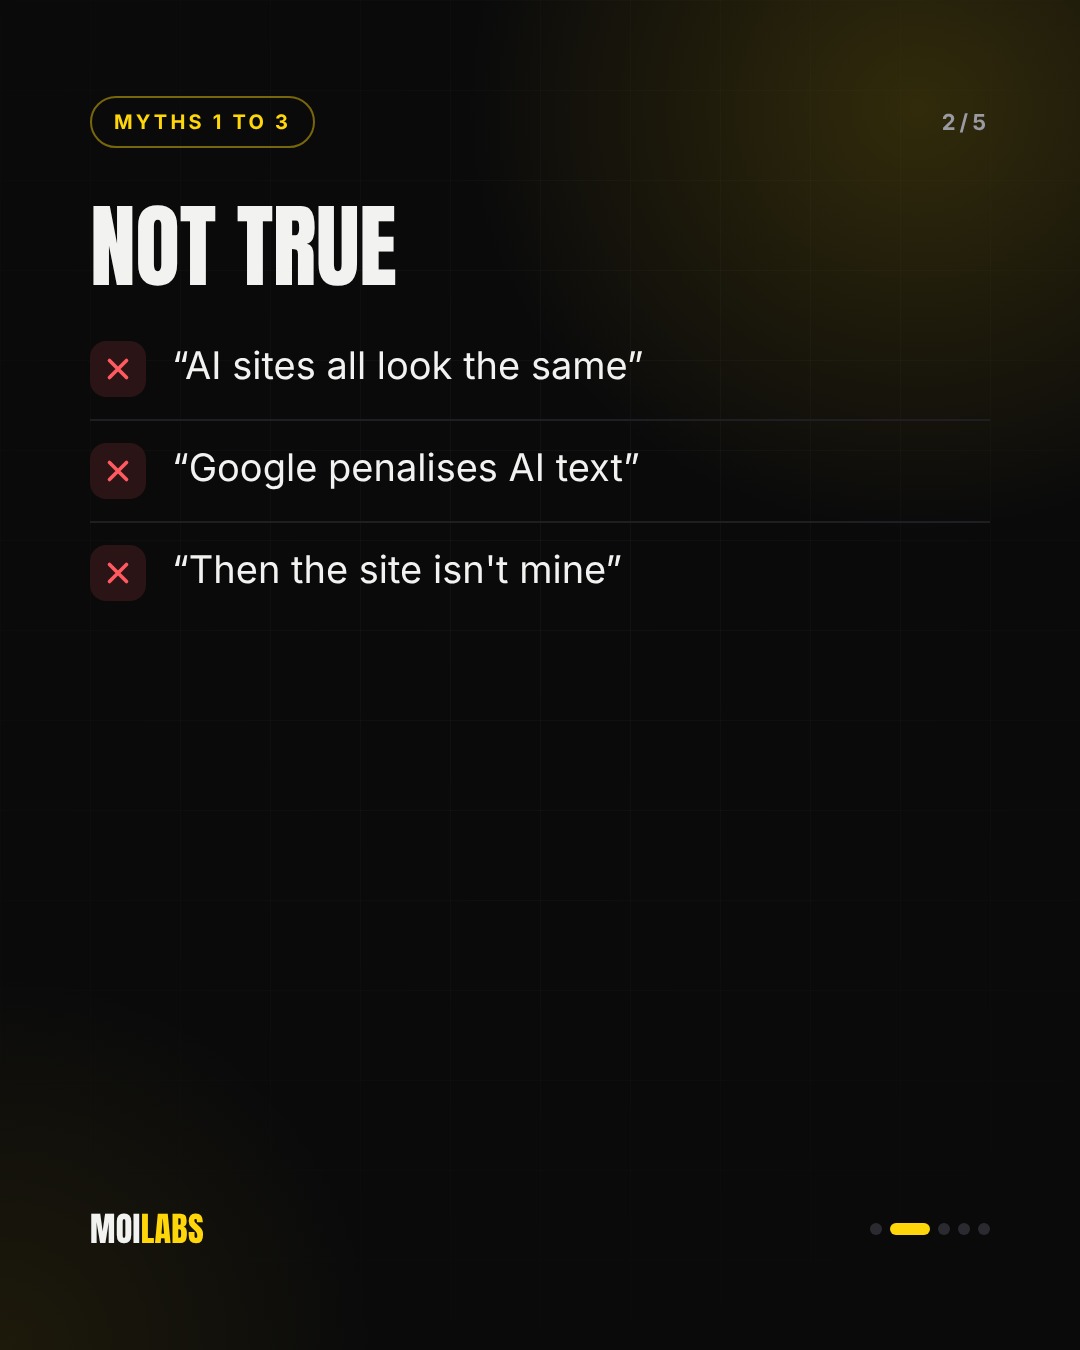 MYTHS 1 TO 3
2/5
NOT TRUE
“AI sites all look the same”
“Google penalises AI text”
“Then the site isn't mine”
MOILABS